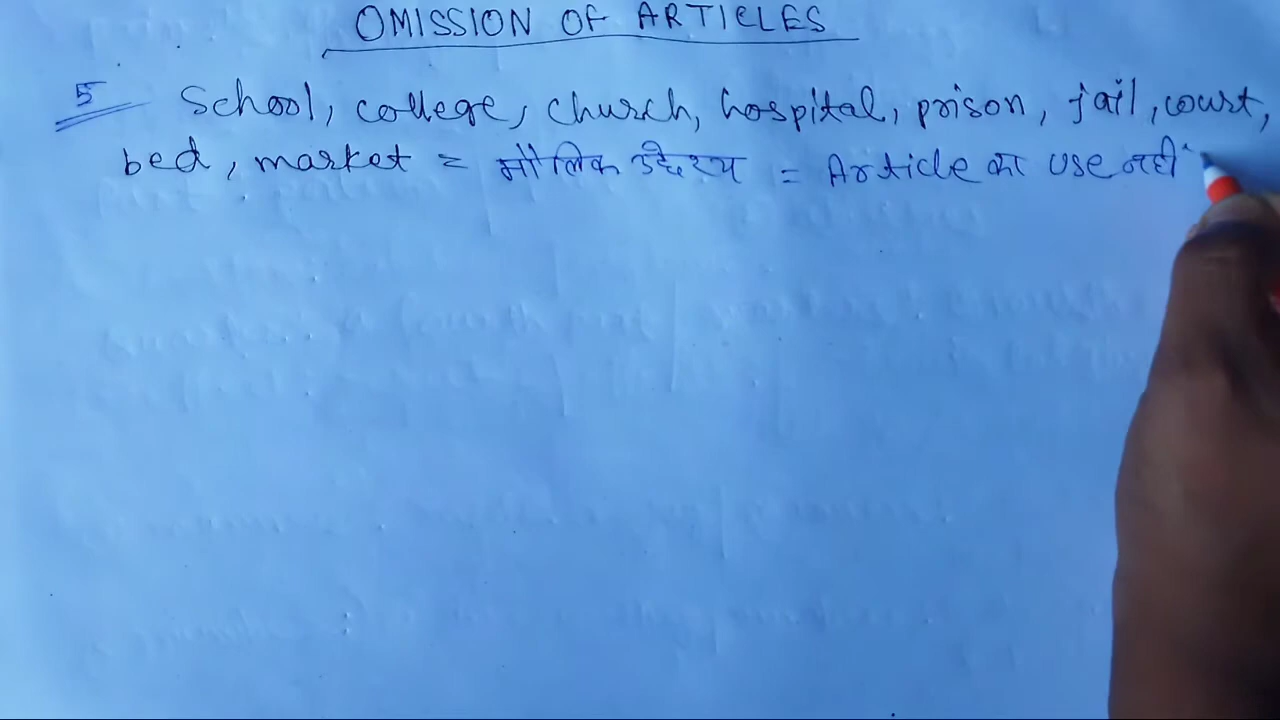 OMISSION OF ARTICLES
5 School, college, church, hospital, prison, jail, court,
bed, market = मौलिक उद्देश्य = Article का use नहीं